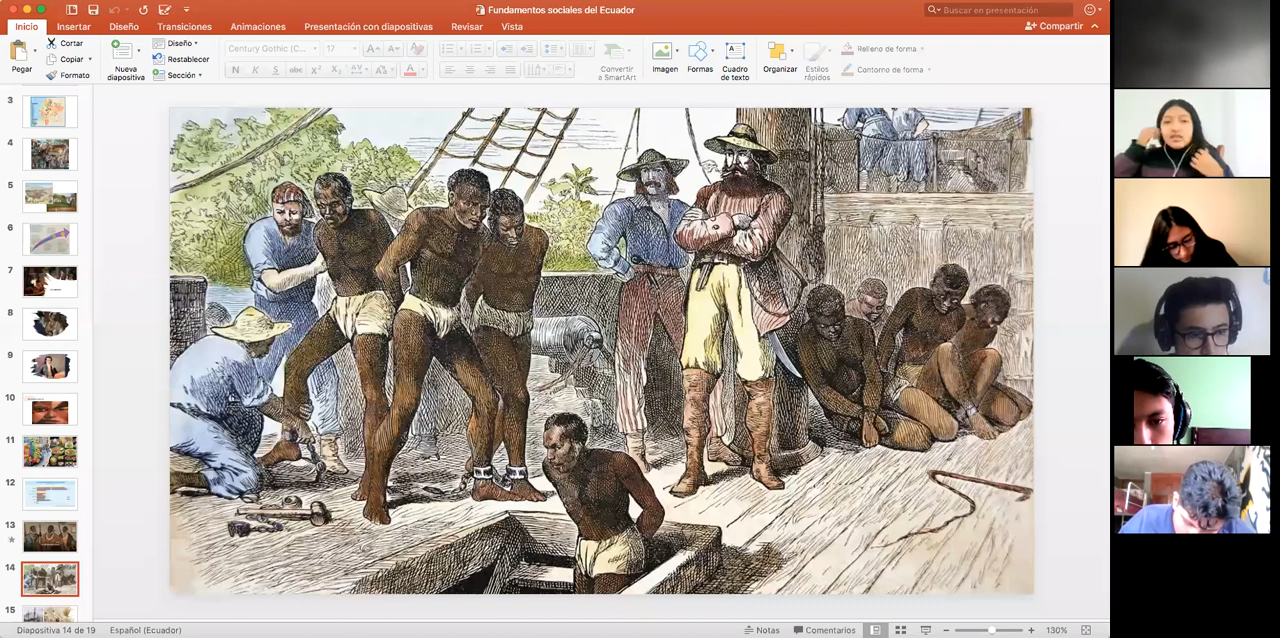 Fundamentos sociales del Ecuador
Buscar en presentación
Inicio Insertar Diseño Transiciones Animaciones Presentación con diapositivas Revisar Vista
Compartir
Pegar
Cortar
Copiar
Formato
Nueva diapositiva
Diseño
Restablecer
Sección
Century Gothic (C... 17
N K S abc X² X₂
Convertir a SmartArt
Imagen
Formas
Cuadro de texto
Organizar
Estilos rápidos
Relleno de forma
Contorno de forma
3
4
5
6
7
8
9
10
11
12
13
14
15
Diapositiva 14 de 19 Español (Ecuador) Notas Comentarios 130%